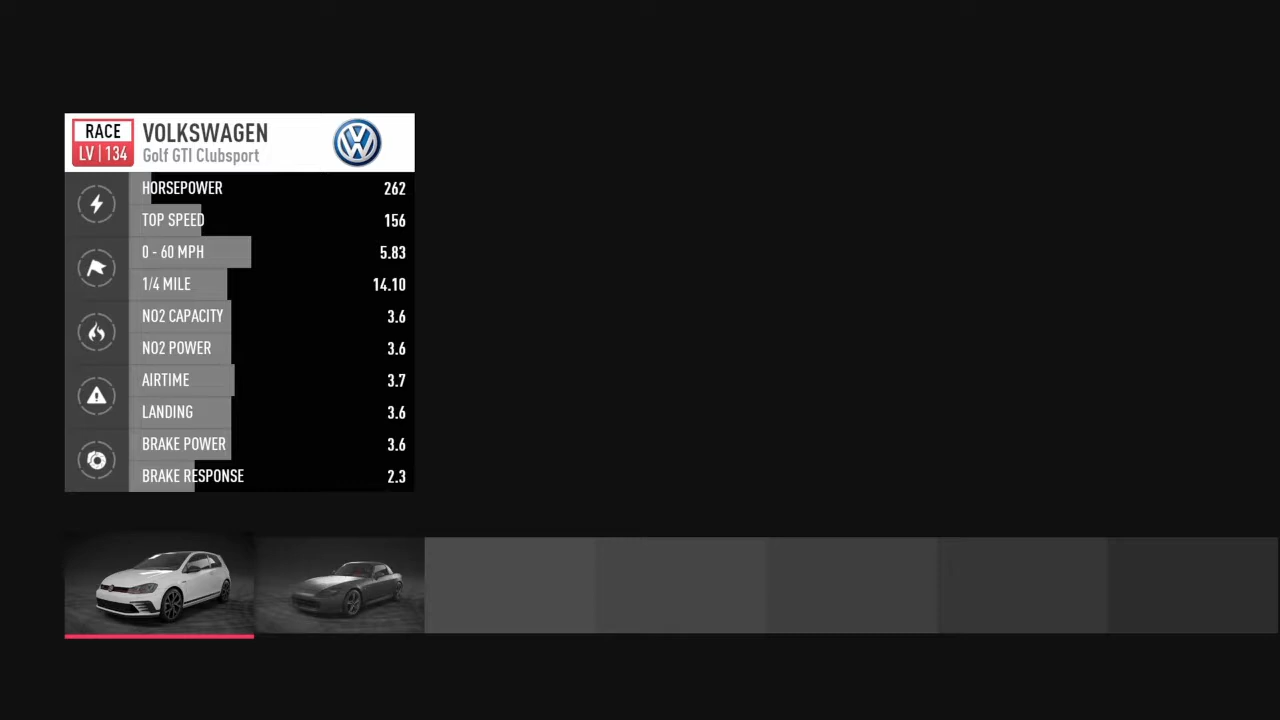 RACE
LV | 134
VOLKSWAGEN
Golf GTI Clubsport
HORSEPOWER 262
TOP SPEED 156
0 - 60 MPH 5.83
1/4 MILE 14.10
NO2 CAPACITY 3.6
NO2 POWER 3.6
AIRTIME 3.7
LANDING 3.6
BRAKE POWER 3.6
BRAKE RESPONSE 2.3